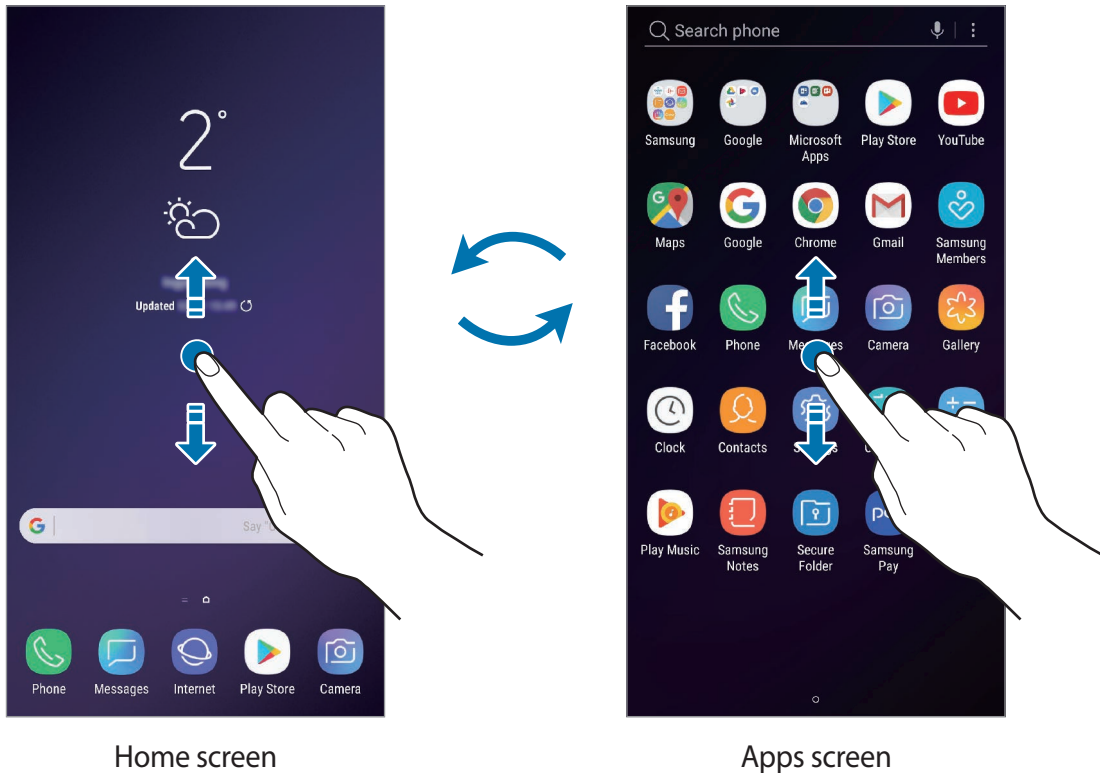 2°
Updated
G
Say "
Phone
Messages
Internet
Play Store
Camera
Home screen
Search phone
Samsung
Google
Microsoft
Apps
Play Store
YouTube
Maps
Google
Chrome
Gmail
Samsung
Members
Facebook
Phone
Messages
Camera
Gallery
Clock
Contacts
Play Music
Samsung
Notes
Secure
Folder
Samsung
Pay
Apps screen